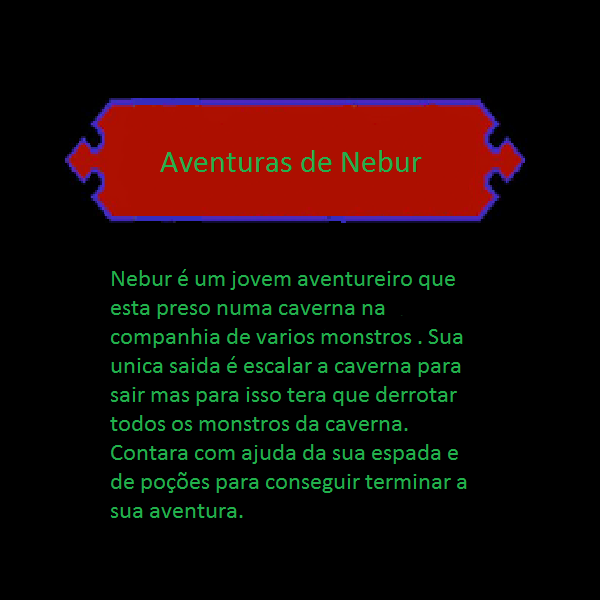 Aventuras de Nebur
Nebur é um jovem aventureiro que
esta preso numa caverna na
companhia de varios monstros . Sua
unica saida é escalar a caverna para
sair mas para isso tera que derrotar
todos os monstros da caverna.
Contara com ajuda da sua espada e
de poções para conseguir terminar a
sua aventura.